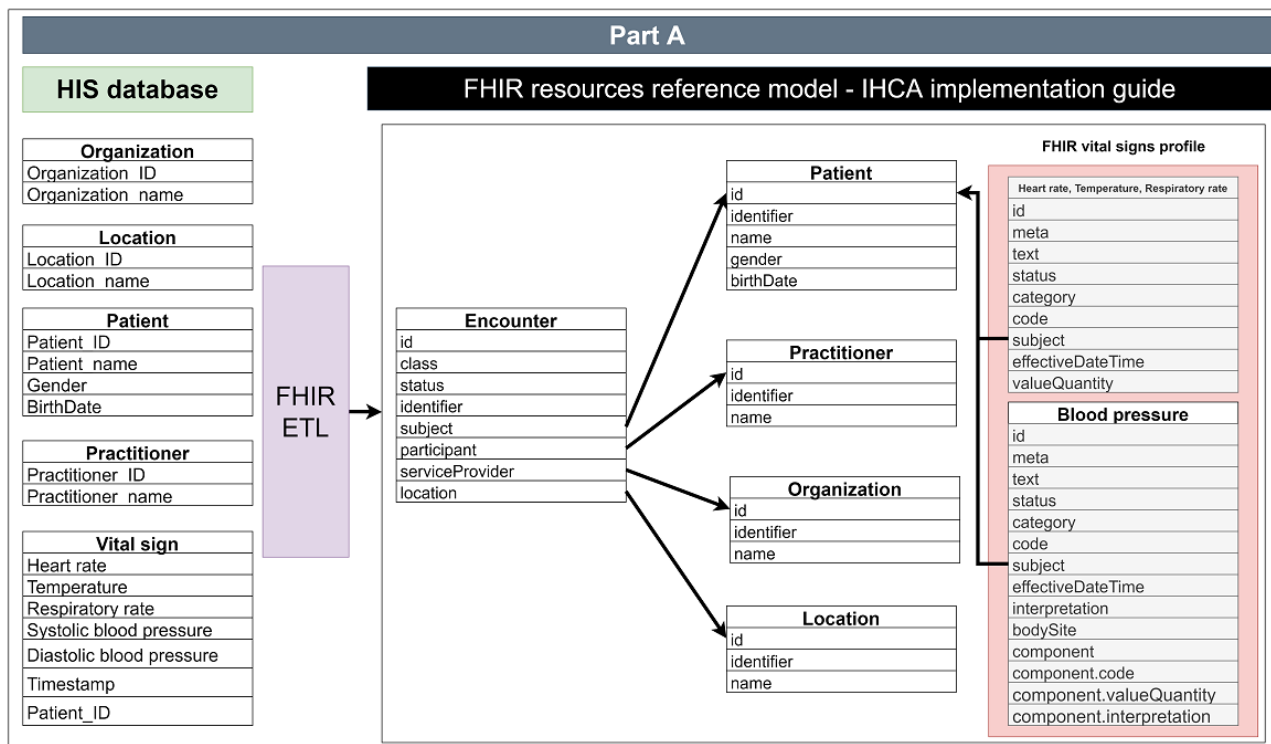 Part A
HIS database
FHIR resources reference model - IHCA implementation guide
Organization
Organization_ID
Organization_name
Location
Location_ID
Location_name
Patient
Patient_ID
Patient_name
Gender
BirthDate
Practitioner
Practitioner_ID
Practitioner_name
Vital sign
Heart rate
Temperature
Respiratory rate
Systolic blood pressure
Diastolic blood pressure
Timestamp
Patient_ID
FHIR
ETL
Encounter
id
class
status
identifier
subject
participant
serviceProvider
location
Patient
id
identifier
name
gender
birthDate
Practitioner
id
identifier
name
Organization
id
identifier
name
Location
id
identifier
name
FHIR vital signs profile
Heart rate, Temperature, Respiratory rate
id
meta
text
status
category
code
subject
effectiveDateTime
valueQuantity
Blood pressure
id
meta
text
status
category
code
subject
effectiveDateTime
interpretation
bodySite
component
component.code
component.valueQuantity
component.interpretation